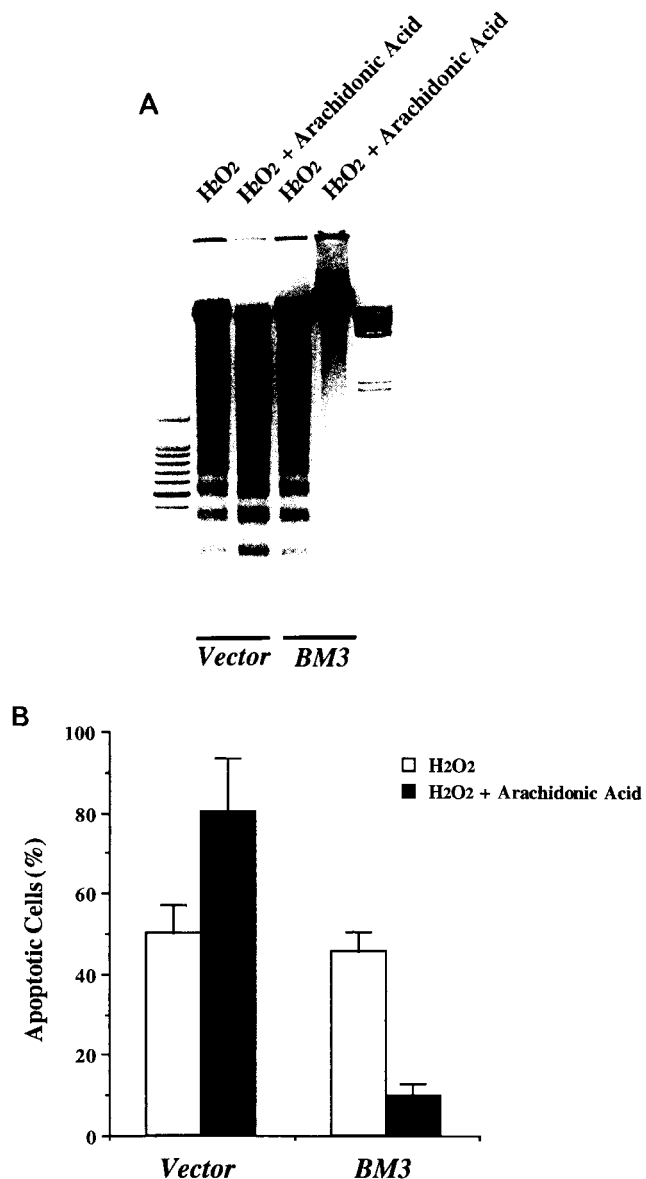 A
H2O2
H2O2 + Arachidonic Acid
H2O2
H2O2 + Arachidonic Acid
Vector
BM3
B
100
80
60
40
20
0
Apoptotic Cells (%)
H2O2
H2O2 + Arachidonic Acid
Vector
BM3